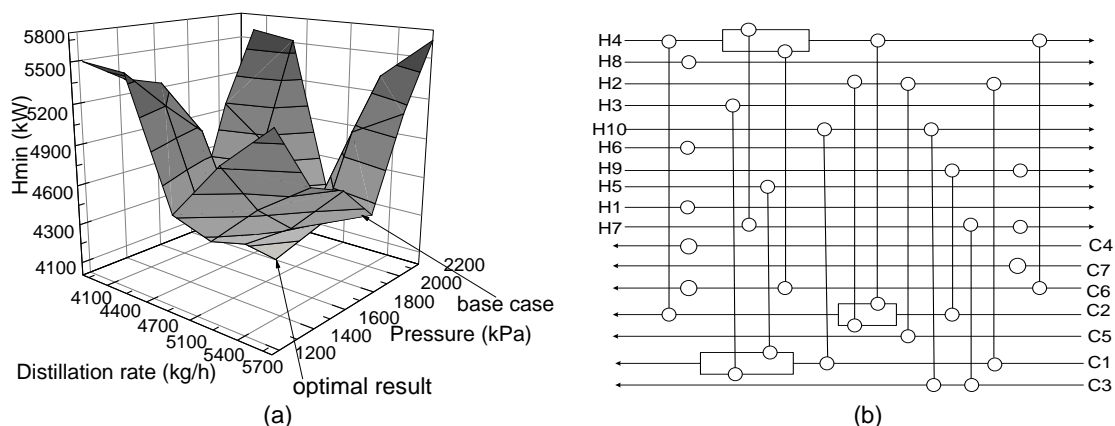 5800
5500
5200
4900
4600
4300
4100
Hmin (kW)
4100
4400
4700
5100
5400
5700
Distillation rate (kg/h)
1200
1400
1600
1800
2000
2200
Pressure (kPa)
base case
optimal result
(a)
H4
H8
H2
H3
H10
H6
H9
H5
H1
H7
C4
C7
C6
C2
C5
C1
C3
(b)